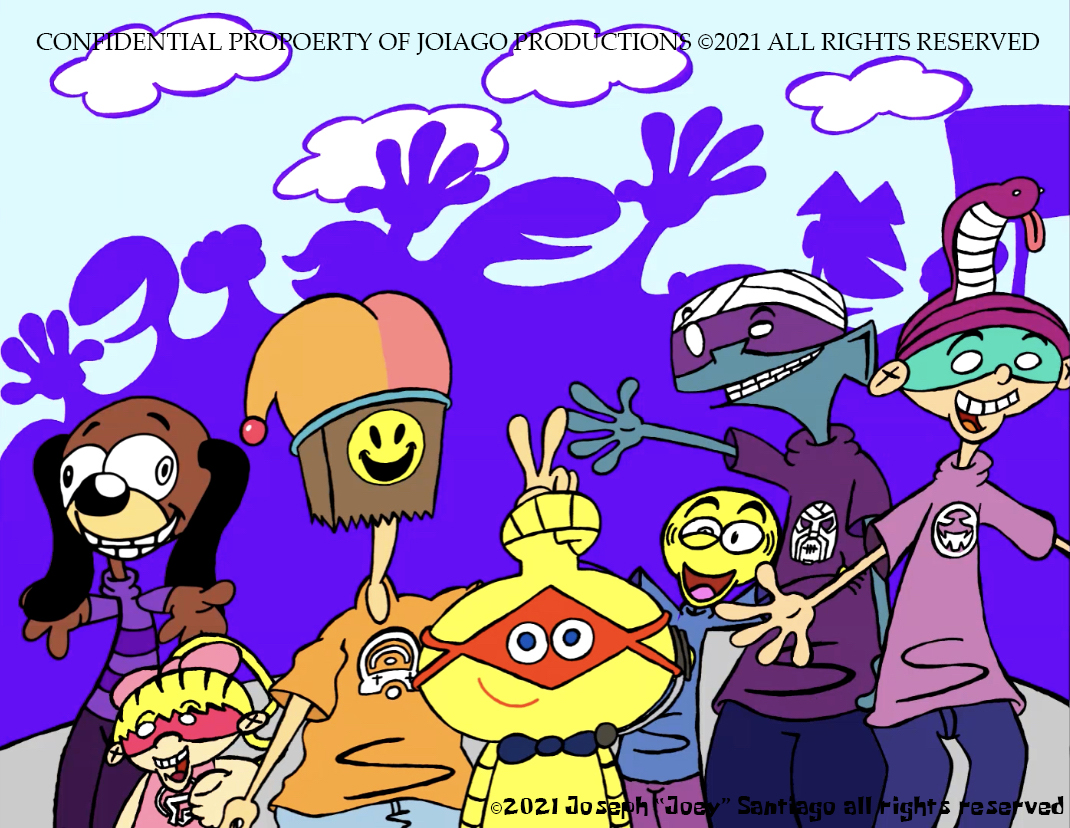 CONFIDENTIAL PROPOERTY OF JOIAGO PRODUCTIONS ©2021 ALL RIGHTS RESERVED
©2021 Joseph “Joey” Santiago all rights reserved